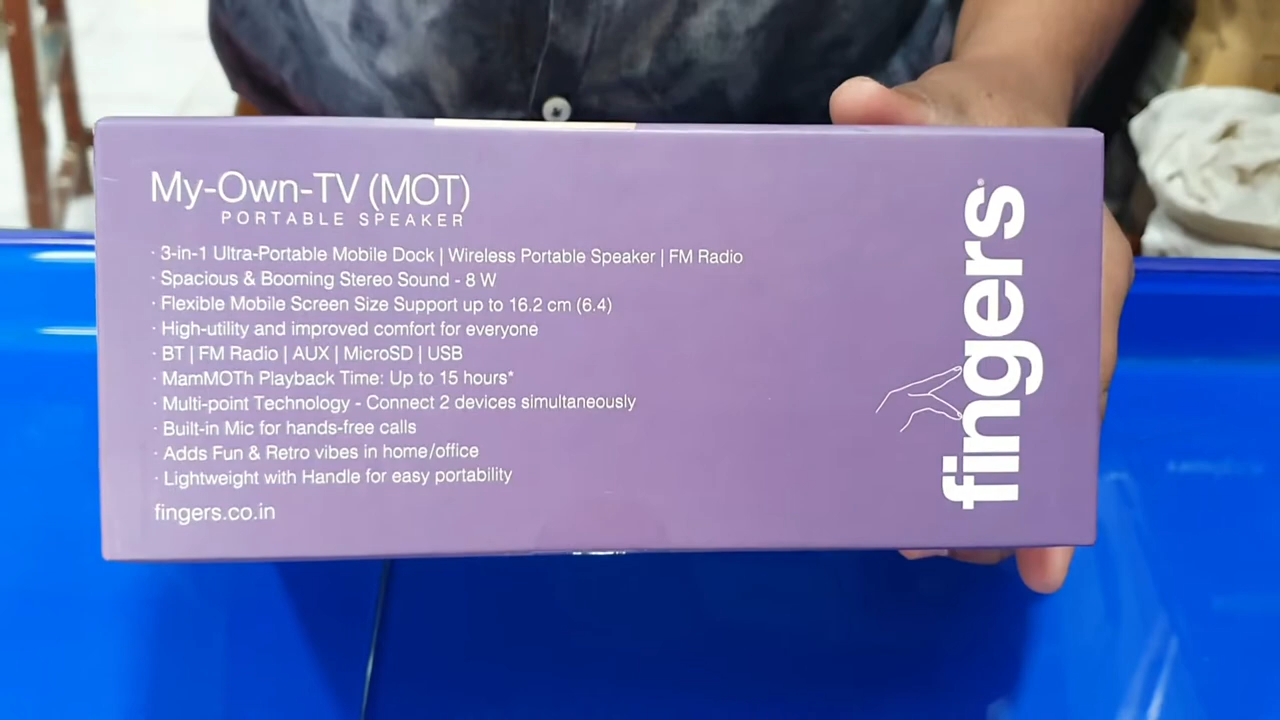 My-Own-TV (MOT)
PORTABLE SPEAKER
· 3-in-1 Ultra-Portable Mobile Dock | Wireless Portable Speaker | FM Radio
· Spacious & Booming Stereo Sound - 8 W
· Flexible Mobile Screen Size Support up to 16.2 cm (6.4)
· High-utility and improved comfort for everyone
· BT | FM Radio | AUX | MicroSD | USB
· MamMOTh Playback Time: Up to 15 hours*
· Multi-point Technology - Connect 2 devices simultaneously
· Built-in Mic for hands-free calls
· Adds Fun & Retro vibes in home/office
· Lightweight with Handle for easy portability
fingers.co.in
fingers®